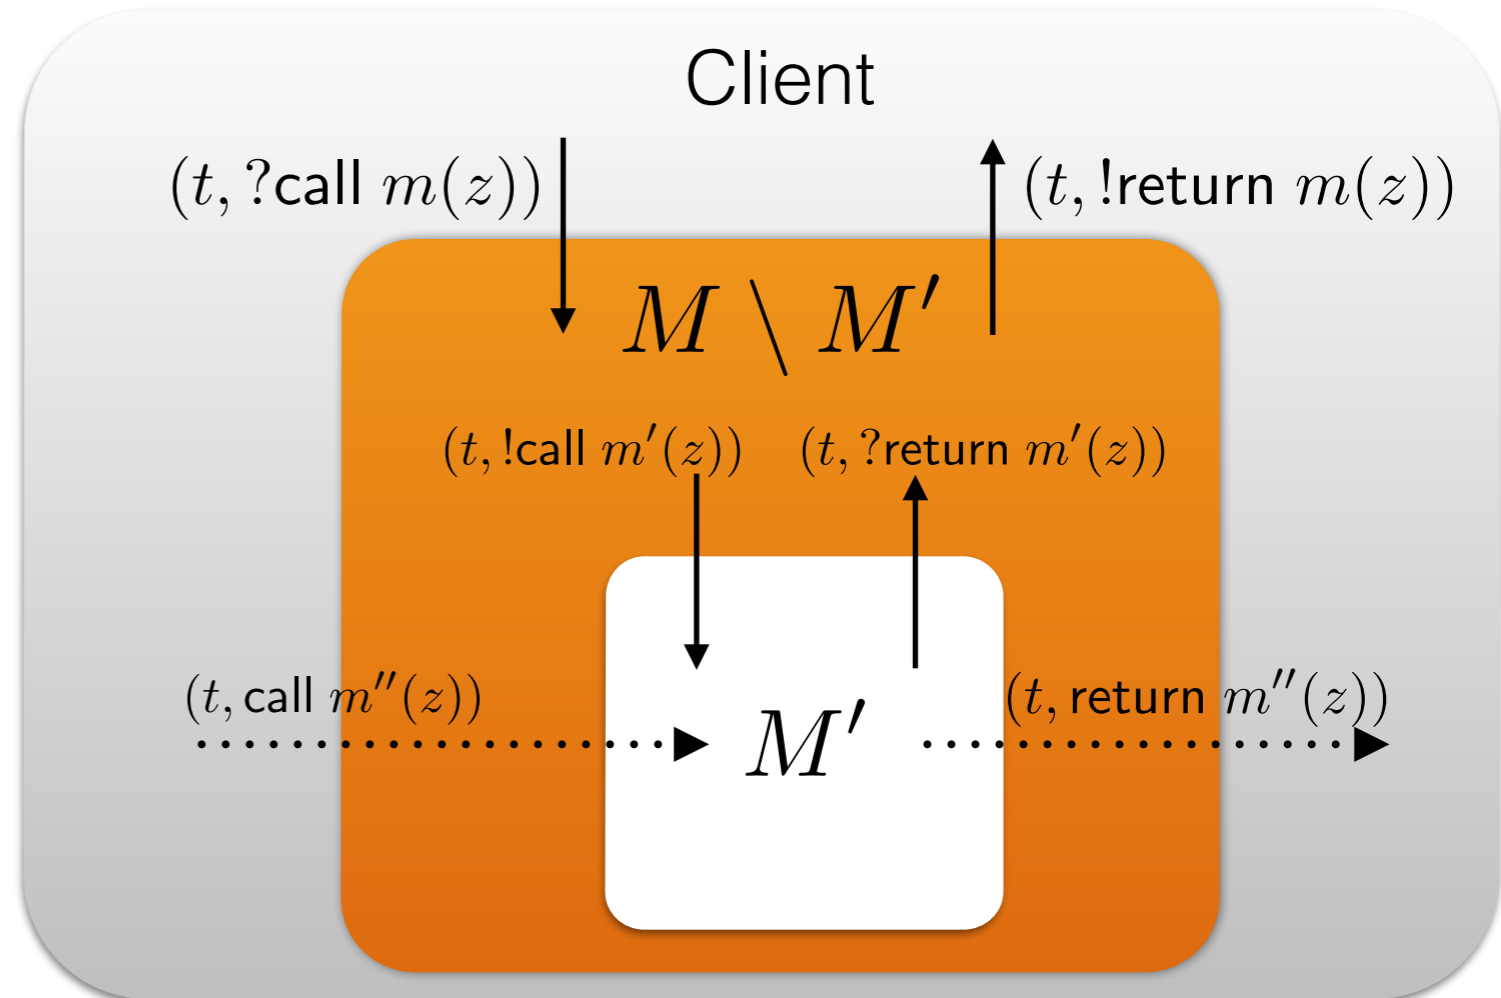 Client
(t, ?call m(z))
(t, !return m(z))
M \ M′
(t, !call m′(z))
(t, ?return m′(z))
(t, call m′′(z))
(t, return m′′(z))
M′